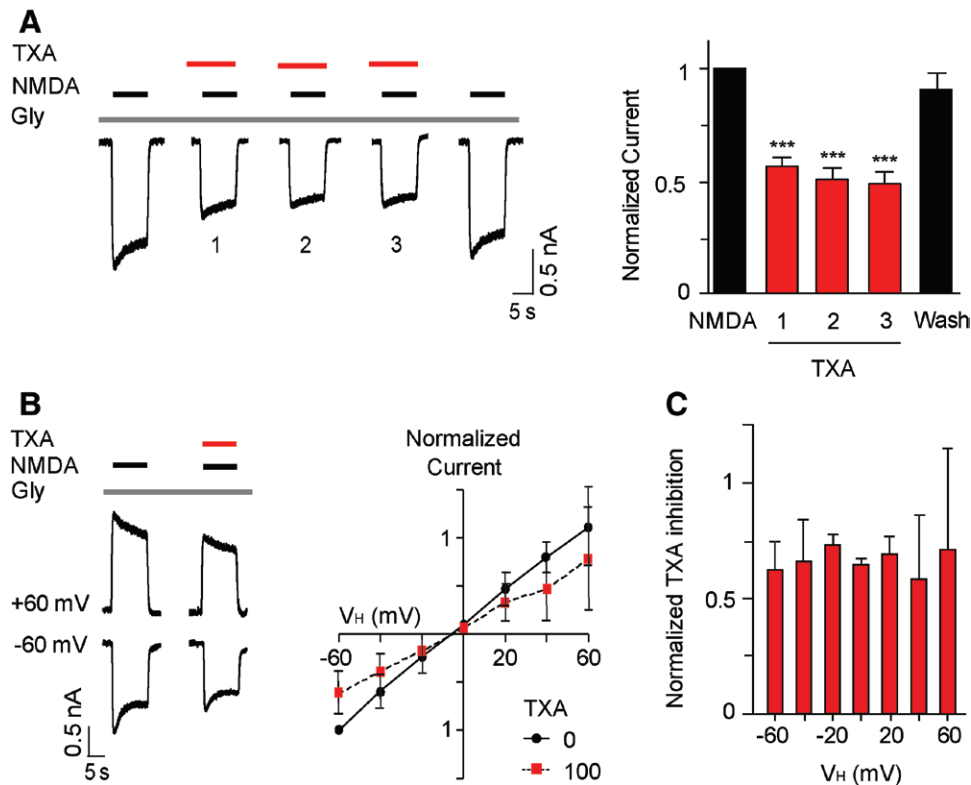 A
TXA
NMDA
Gly
1 2 3
0.5 nA
5 s
Normalized Current
1
0.5
0
*** *** ***
NMDA 1 2 3 Wash
TXA
B
TXA
NMDA
Gly
+60 mV
-60 mV
0.5 nA
5 s
Normalized
Current
1
VH (mV)
-60 20 60
1
TXA
0
100
C
Normalized TXA inhibition
1
0.5
0
-60 -20 20 60
VH (mV)